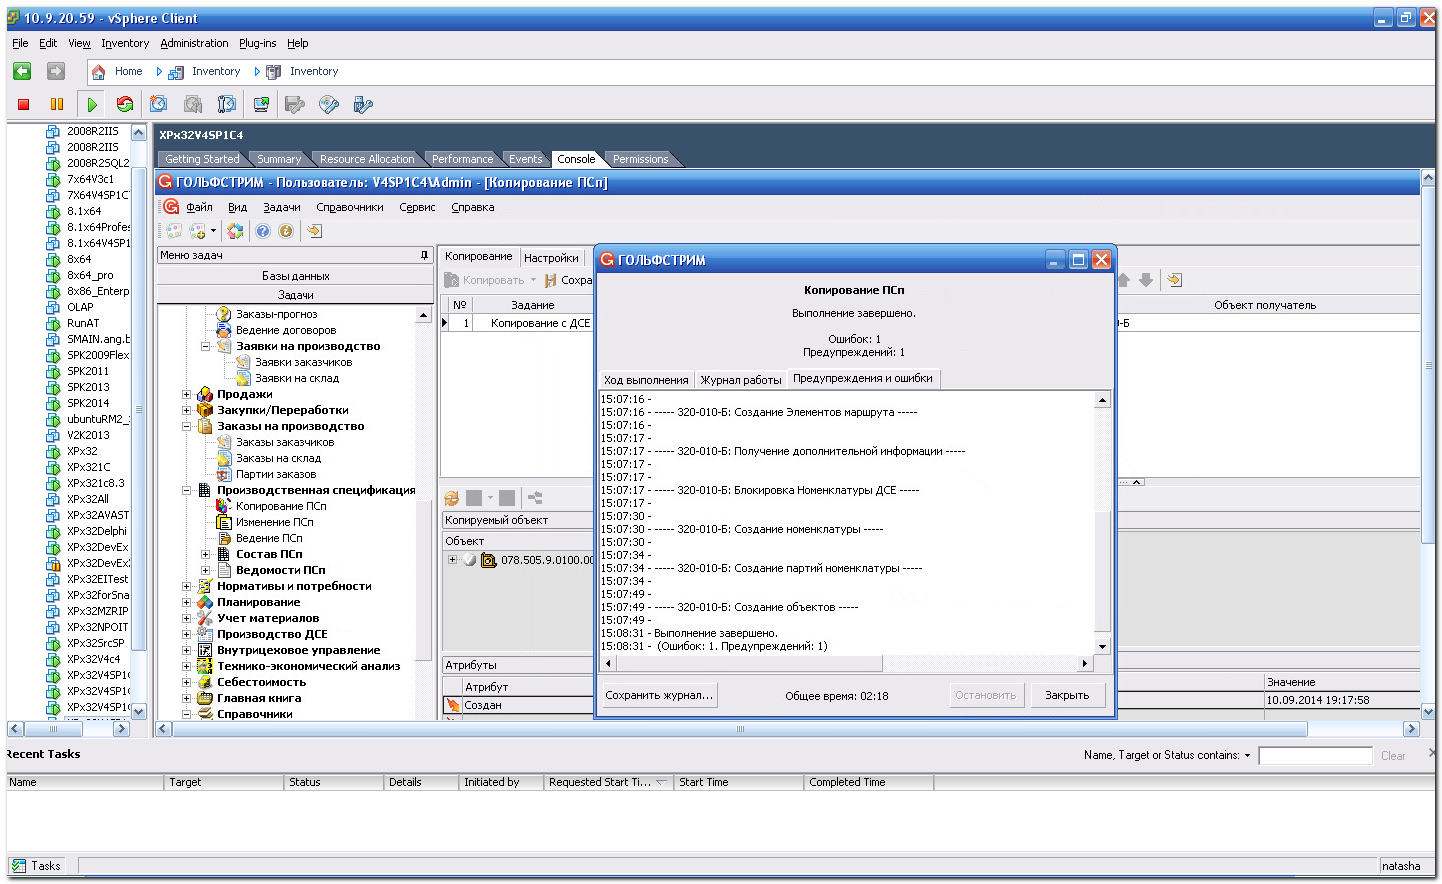 10.9.20.59 - vSphere Client
File Edit View Inventory Administration Plug-ins Help
Home Inventory Inventory
2008R2IIS
2008R2IIS
2008R2SQL2
7x64V3c1
7X64V4SP1C
8.1x64
8.1x64Profes
8.1x64V4SP1
8x64
8x64_pro
8x86_Enterp
OLAP
RunAT
SMAIN.ang.b
SPK2009Flex
SPK2011
SPK2013
SPK2014
ubuntuRM2_
V2K2013
XPx32
XPx321C
XPx321c8.3
XPx32All
XPx32AVAST
XPx32Delphi
XPx32DevEx
XPx32DevEx
XPx32EITest
XPx32forSna
XPx32MZRIP
XPx32NPOIT
XPx32SrcSP
XPx32V4c4
XPx32V4SP1
XPx32V4SP1
XPx32V4SP1
XPx32V4SP1C4
Getting Started Summary Resource Allocation Performance Events Console Permissions
ГОЛЬФСТРИМ - Пользователь: V4SP1C4\Admin - [Копирование ПСп]
Файл Вид Задачи Справочники Сервис Справка
Меню задач
Базы данных
Задачи
Заказы-прогноз
Ведение договоров
Заявки на производство
Заявки заказчиков
Заявки на склад
Продажи
Закупки/Переработки
Заказы на производство
Заказы заказчиков
Заказы на склад
Партии заказов
Производственная спецификация
Копирование ПСп
Изменение ПСп
Ведение ПСп
Состав ПСп
Ведомости ПСп
Нормативы и потребности
Планирование
Учет материалов
Производство ДСЕ
Внутрицеховое управление
Технико-экономический анализ
Себестоимость
Главная книга
Справочники
Копирование Настройки
Копировать Сохра
№ Задание Объект получатель
1 Копирование с ДСЕ -Б
Копируемый объект
Объект
078.505.9.0100.00
Атрибуты
Атрибут Значение
Создан 10.09.2014 19:17:58
ГОЛЬФСТРИМ
Копирование ПСп
Выполнение завершено.
Ошибок: 1
Предупреждений: 1
Ход выполнения Журнал работы Предупреждения и ошибки
15:07:16 -
15:07:16 - ----- 320-010-Б: Создание Элементов маршрута -----
15:07:16 -
15:07:17 -
15:07:17 - ----- 320-010-Б: Получение дополнительной информации -----
15:07:17 -
15:07:17 -
15:07:17 - ----- 320-010-Б: Блокировка Номенклатуры ДСЕ -----
15:07:17 -
15:07:30 -
15:07:30 - ----- 320-010-Б: Создание номенклатуры -----
15:07:30 -
15:07:34 -
15:07:34 - ----- 320-010-Б: Создание партий номенклатуры -----
15:07:34 -
15:07:49 -
15:07:49 - ----- 320-010-Б: Создание объектов -----
15:07:49 -
15:08:31 - Выполнение завершено.
15:08:31 - (Ошибок: 1. Предупреждений: 1)
Сохранить журнал... Общее время: 02:18 Остановить Закрыть
Recent Tasks Name, Target or Status contains: Clear
Name Target Status Details Initiated by Requested Start Ti... Start Time Completed Time
Tasks natasha